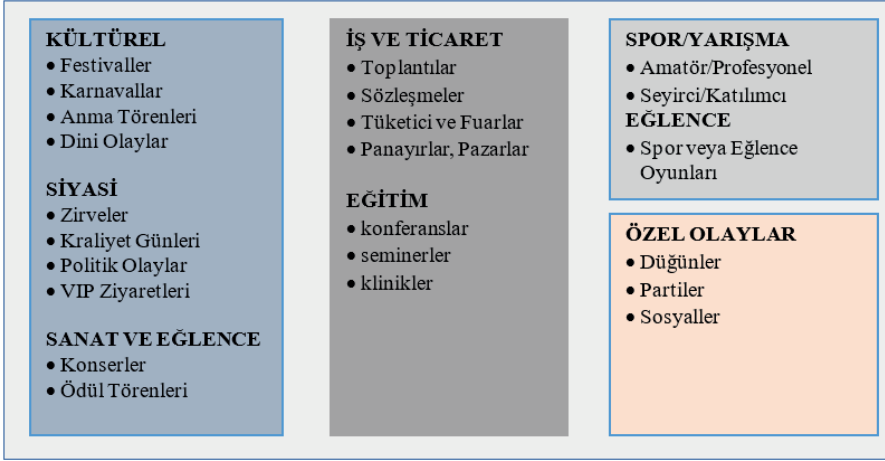 KÜLTÜREL
• Festivaller
• Karnavallar
• Anma Törenleri
• Dini Olaylar
SİYASİ
• Zirveler
• Kraliyet Günleri
• Politik Olaylar
• VIP Ziyaretleri
SANAT VE EĞLENCE
• Konserler
• Ödül Törenleri
İŞ VE TİCARET
• Toplantılar
• Sözleşmeler
• Tüketici ve Fuarlar
• Panayırlar, Pazarlar
EĞİTİM
• konferanslar
• seminerler
• klinikler
SPOR/YARIŞMA
• Amatör/Profesyonel
• Seyirci/Katılımcı
EĞLENCE
• Spor veya Eğlence
Oyunları
ÖZEL OLAYLAR
• Düğünler
• Partiler
• Sosyaller